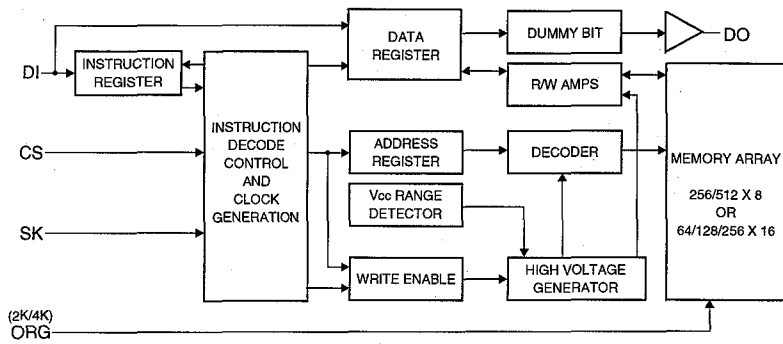 DUMMY BIT
DO
DATA
REGISTER
DI
INSTRUCTION
REGISTER
R/W AMPS
INSTRUCTION
DECODE
CONTROL
AND
CLOCK
GENERATION
CS
ADDRESS
REGISTER
DECODER
MEMORY ARRAY
256/512 X 8
OR
64/128/256 X 16
Vcc RANGE
DETECTOR
SK
WRITE ENABLE
HIGH VOLTAGE
GENERATOR
(2K/4K)
ORG